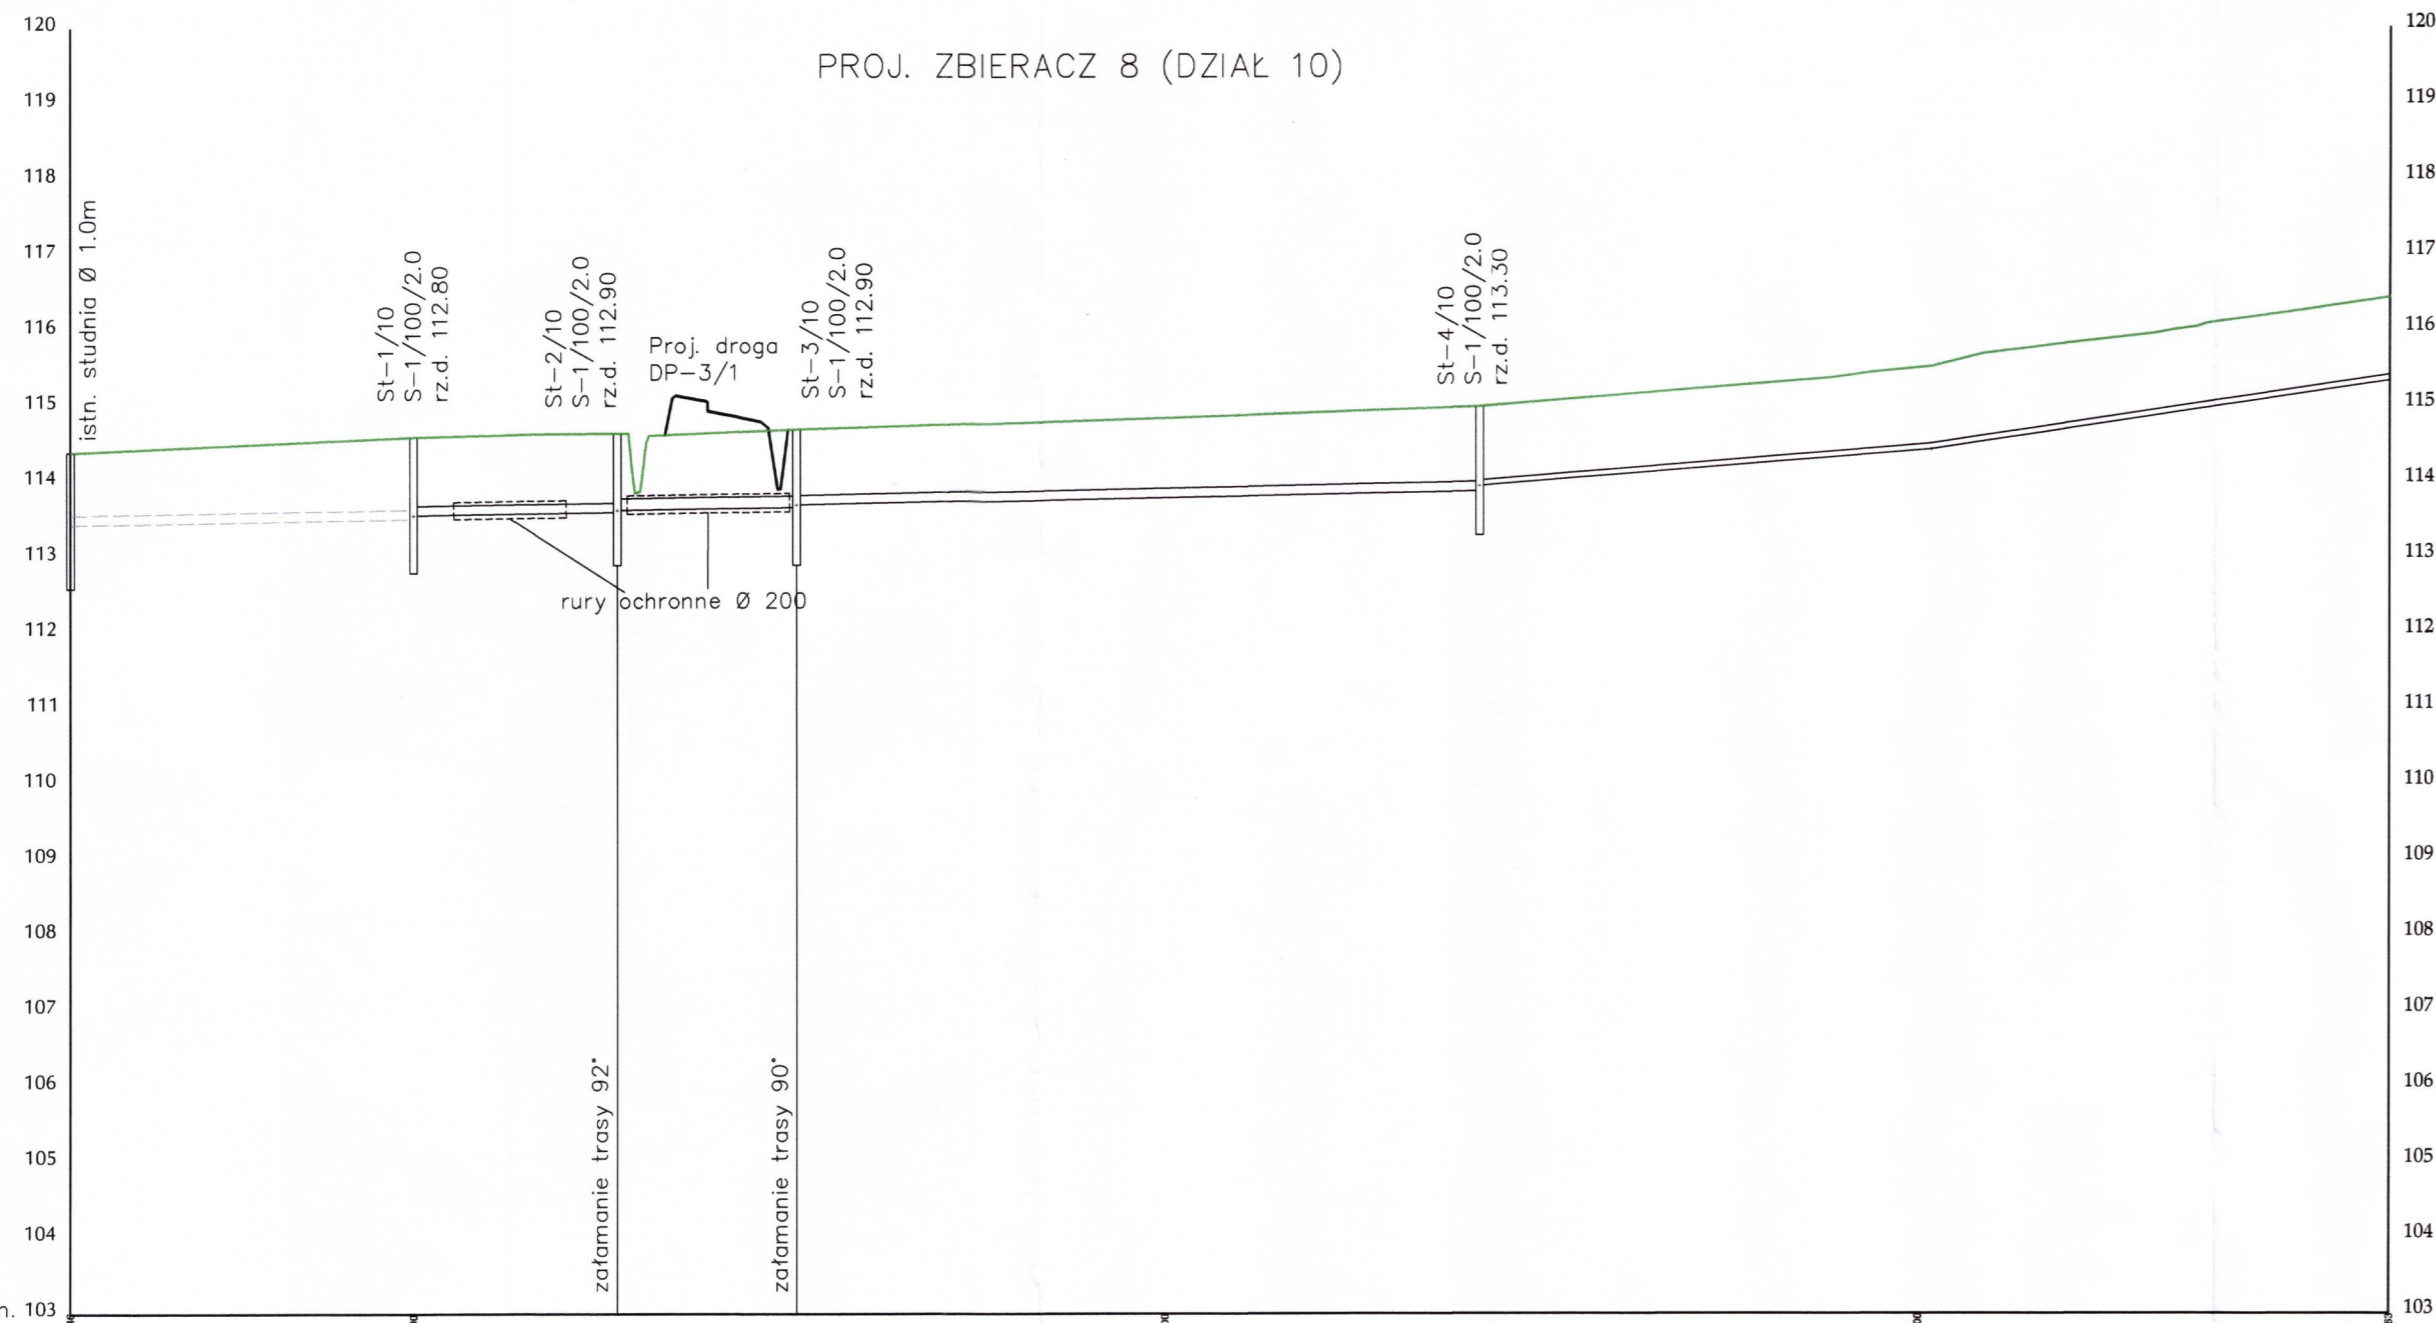 PROJ. ZBIERACZ 8 (DZIAŁ 10)
120
119
118
117
116
115
114
113
112
111
110
109
108
107
106
105
104
103
istn. studnia Ø 1.0m
St-1/10
S-1/100/2.0
rz.d. 112.80
St-2/10
S-1/100/2.0
rz.d. 112.90
Proj. droga
DP-3/1
St-3/10
S-1/100/2.0
rz.d. 112.90
St-4/10
S-1/100/2.0
rz.d. 113.30
rury ochronne Ø 200
załamanie trasy 92°
załamanie trasy 90°
120
119
118
117
116
115
114
113
112
111
110
109
108
107
106
105
104
103